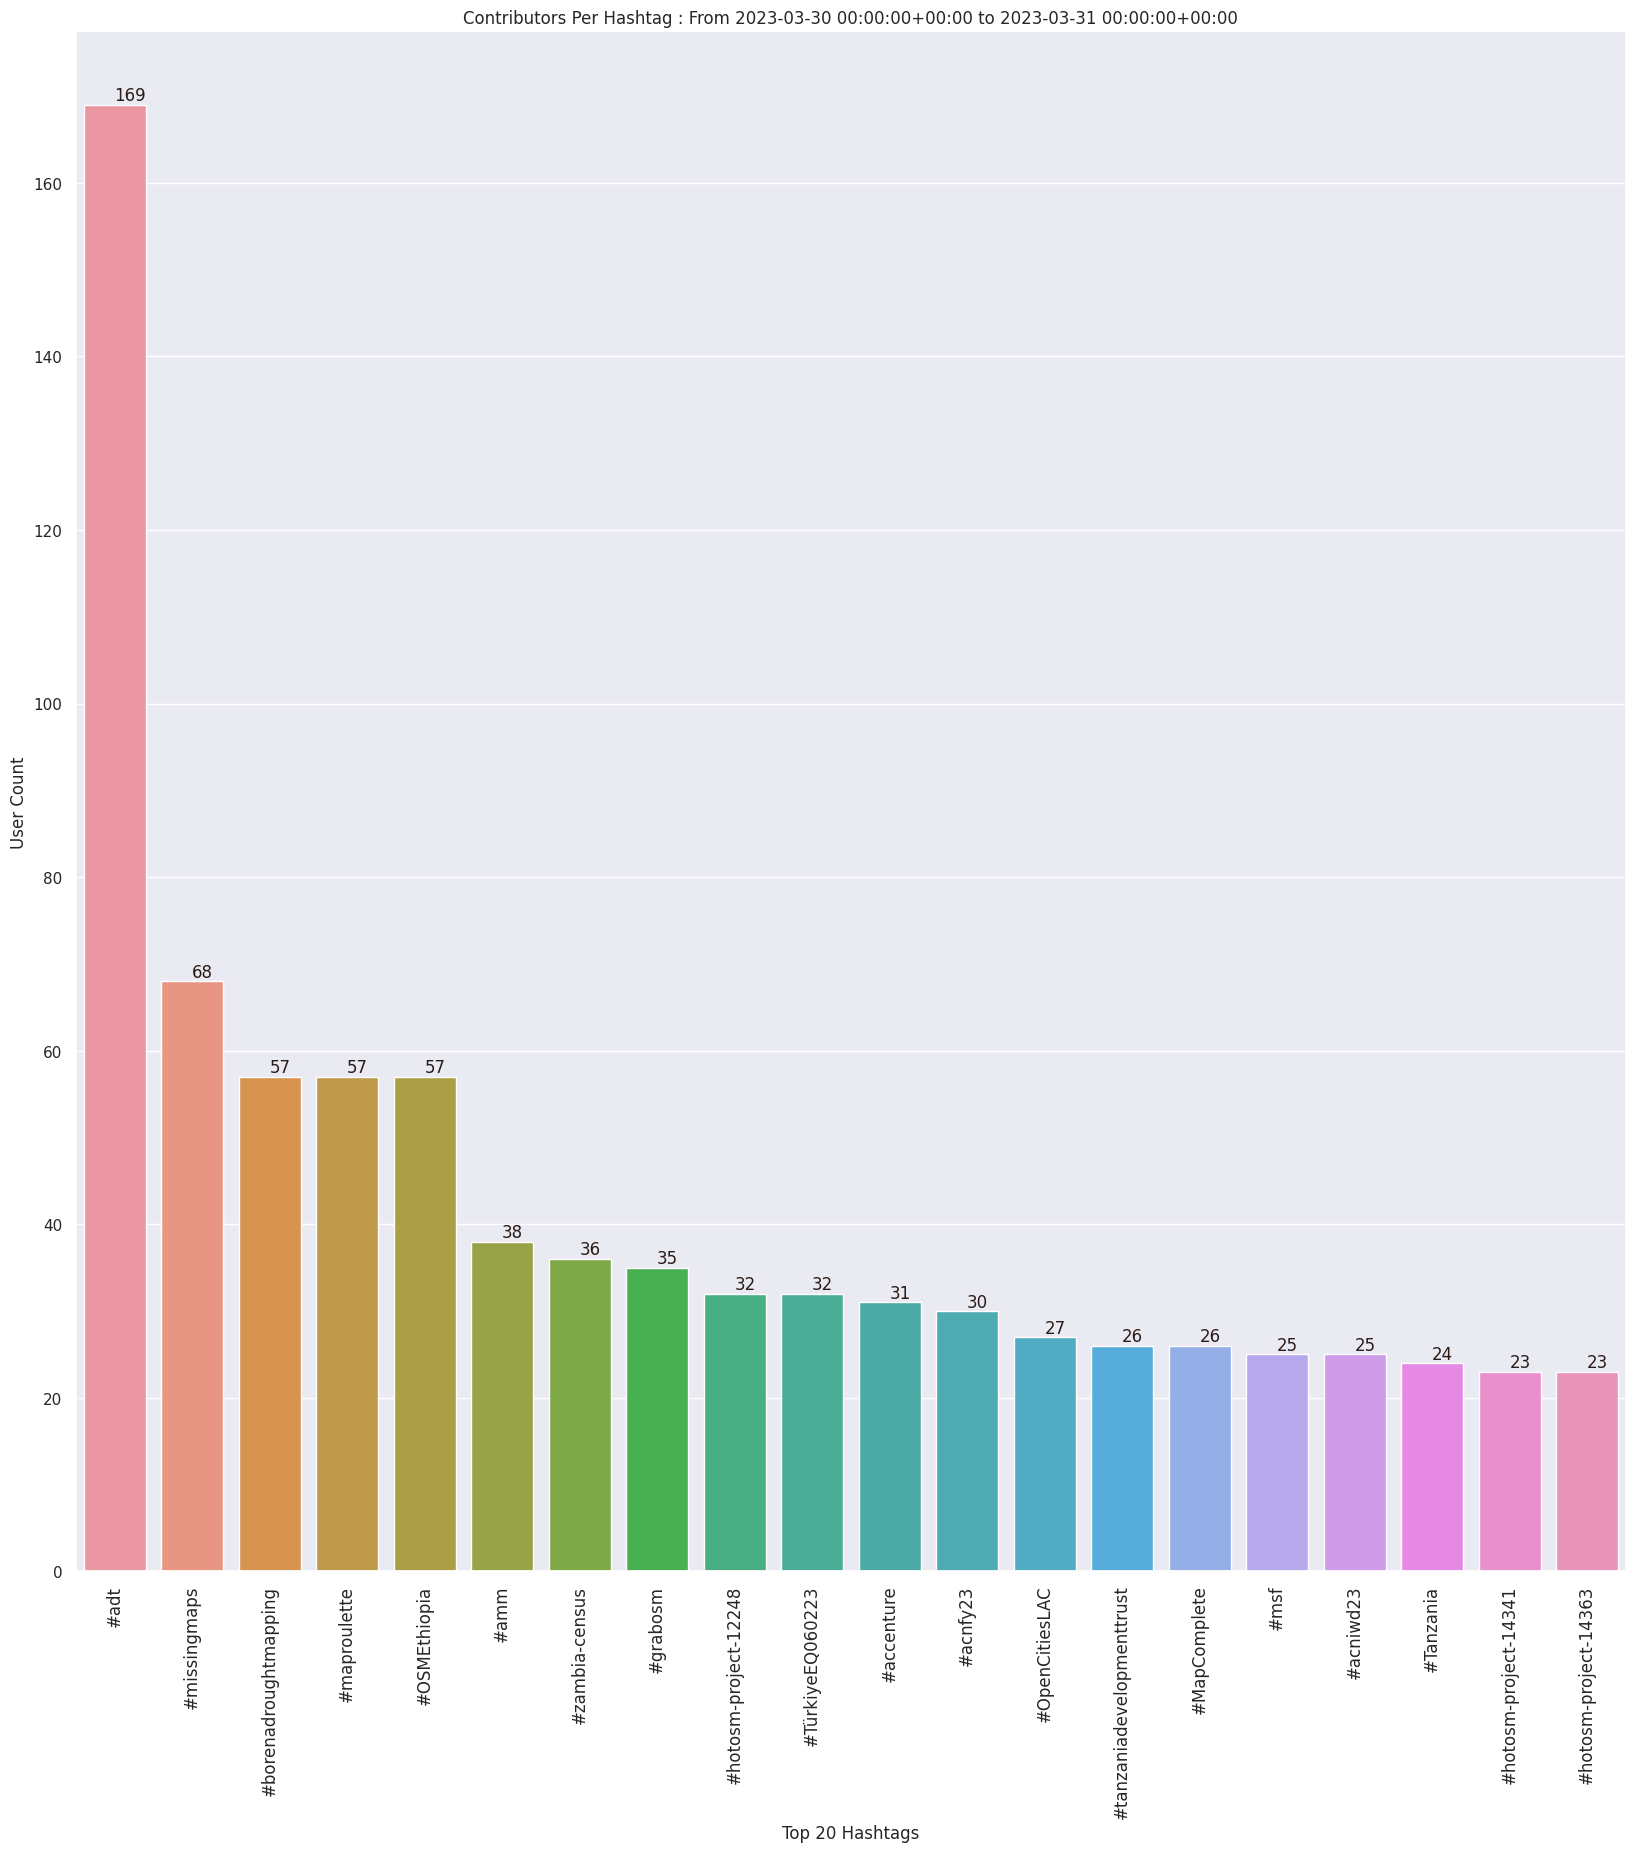 Contributors Per Hashtag : From 2023-03-30 00:00:00+00:00 to 2023-03-31 00:00:00+00:00
User Count
160
140
120
100
80
60
40
20
0
169
68
57
57
57
38
36
35
32
32
31
30
27
26
26
25
25
24
23
23
#adt
#missingmaps
#borenadroughtmapping
#maproulette
#OSMEthiopia
#amm
#zambia-census
#grabosm
#hotosm-project-12248
#TürkiyeEQ060223
#accenture
#acnfy23
#OpenCitiesLAC
#tanzaniadevelopmenttrust
#MapComplete
#msf
#acniwd23
#Tanzania
#hotosm-project-14341
#hotosm-project-14363
Top 20 Hashtags